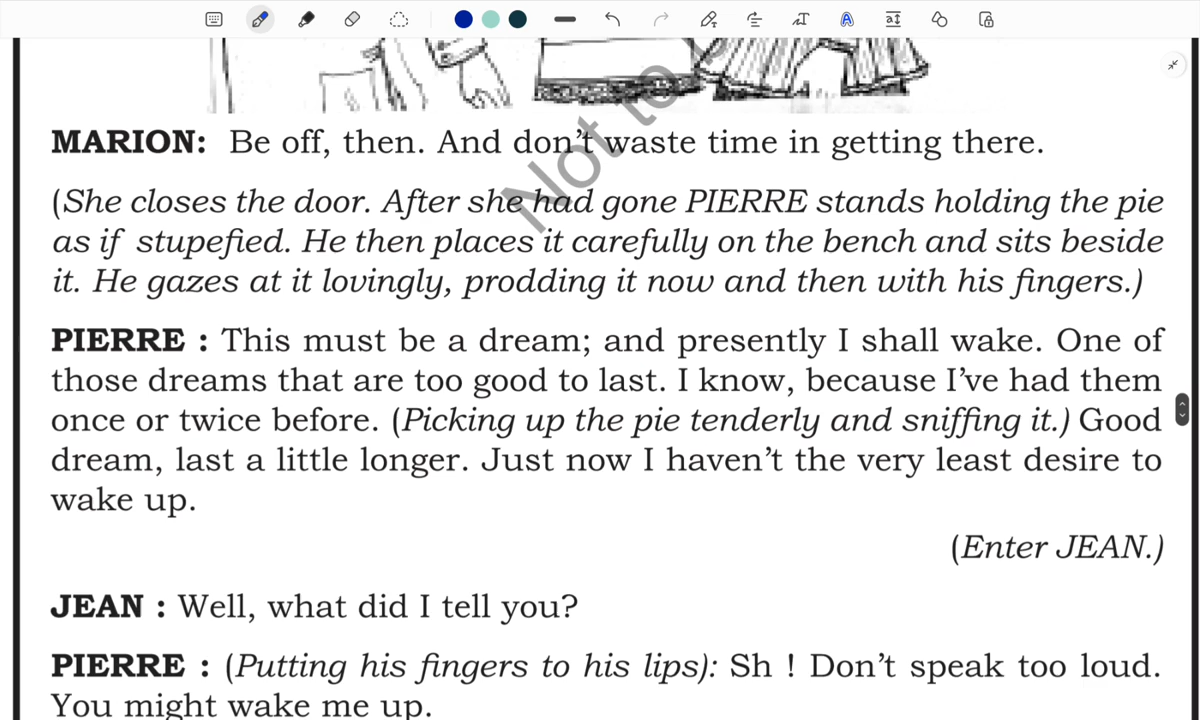 MARION: Be off, then. And don't waste time in getting there.
(She closes the door. After she had gone PIERRE stands holding the pie
as if stupefied. He then places it carefully on the bench and sits beside
it. He gazes at it lovingly, prodding it now and then with his fingers.)
PIERRE : This must be a dream; and presently I shall wake. One of
those dreams that are too good to last. I know, because I've had them
once or twice before. (Picking up the pie tenderly and sniffing it.) Good
dream, last a little longer. Just now I haven't the very least desire to
wake up.
(Enter JEAN.)
JEAN : Well, what did I tell you?
PIERRE : (Putting his fingers to his lips): Sh ! Don't speak too loud.
You might wake me up.
Not to